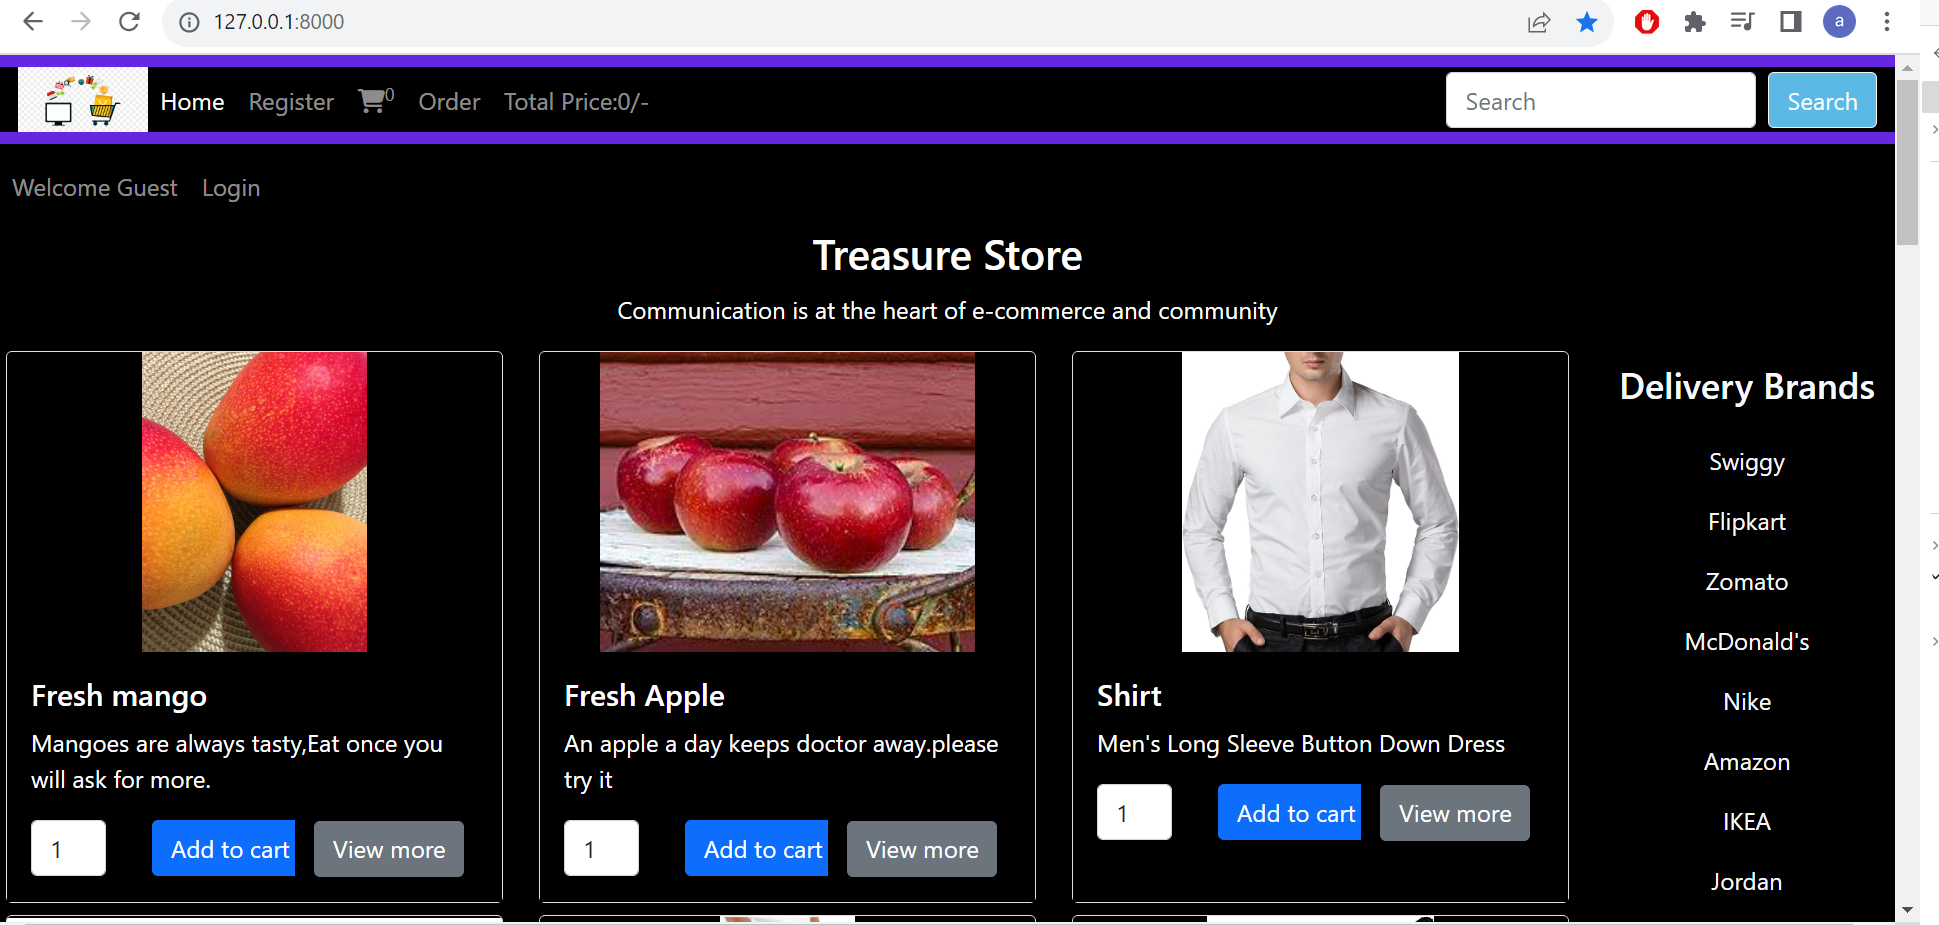 127.0.0.1:8000
a
Home Register 0 Order Total Price:0/- Search Search
Welcome Guest Login
Treasure Store
Communication is at the heart of e-commerce and community
Delivery Brands
Swiggy
Flipkart
Zomato
McDonald's
Nike
Amazon
IKEA
Jordan
Fresh mango
Mangoes are always tasty,Eat once you
will ask for more.
1 Add to cart View more
Fresh Apple
An apple a day keeps doctor away.please
try it
1 Add to cart View more
Shirt
Men's Long Sleeve Button Down Dress
1 Add to cart View more